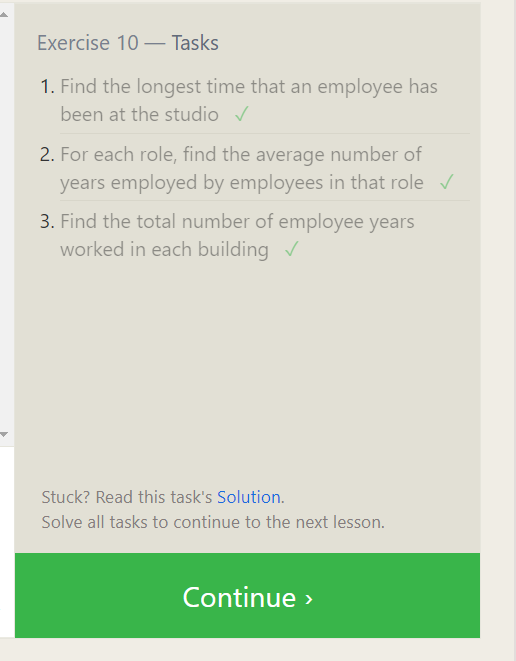 Exercise 10 — Tasks
1. Find the longest time that an employee has
been at the studio ✓
2. For each role, find the average number of
years employed by employees in that role ✓
3. Find the total number of employee years
worked in each building ✓
Stuck? Read this task's Solution.
Solve all tasks to continue to the next lesson.
Continue ›